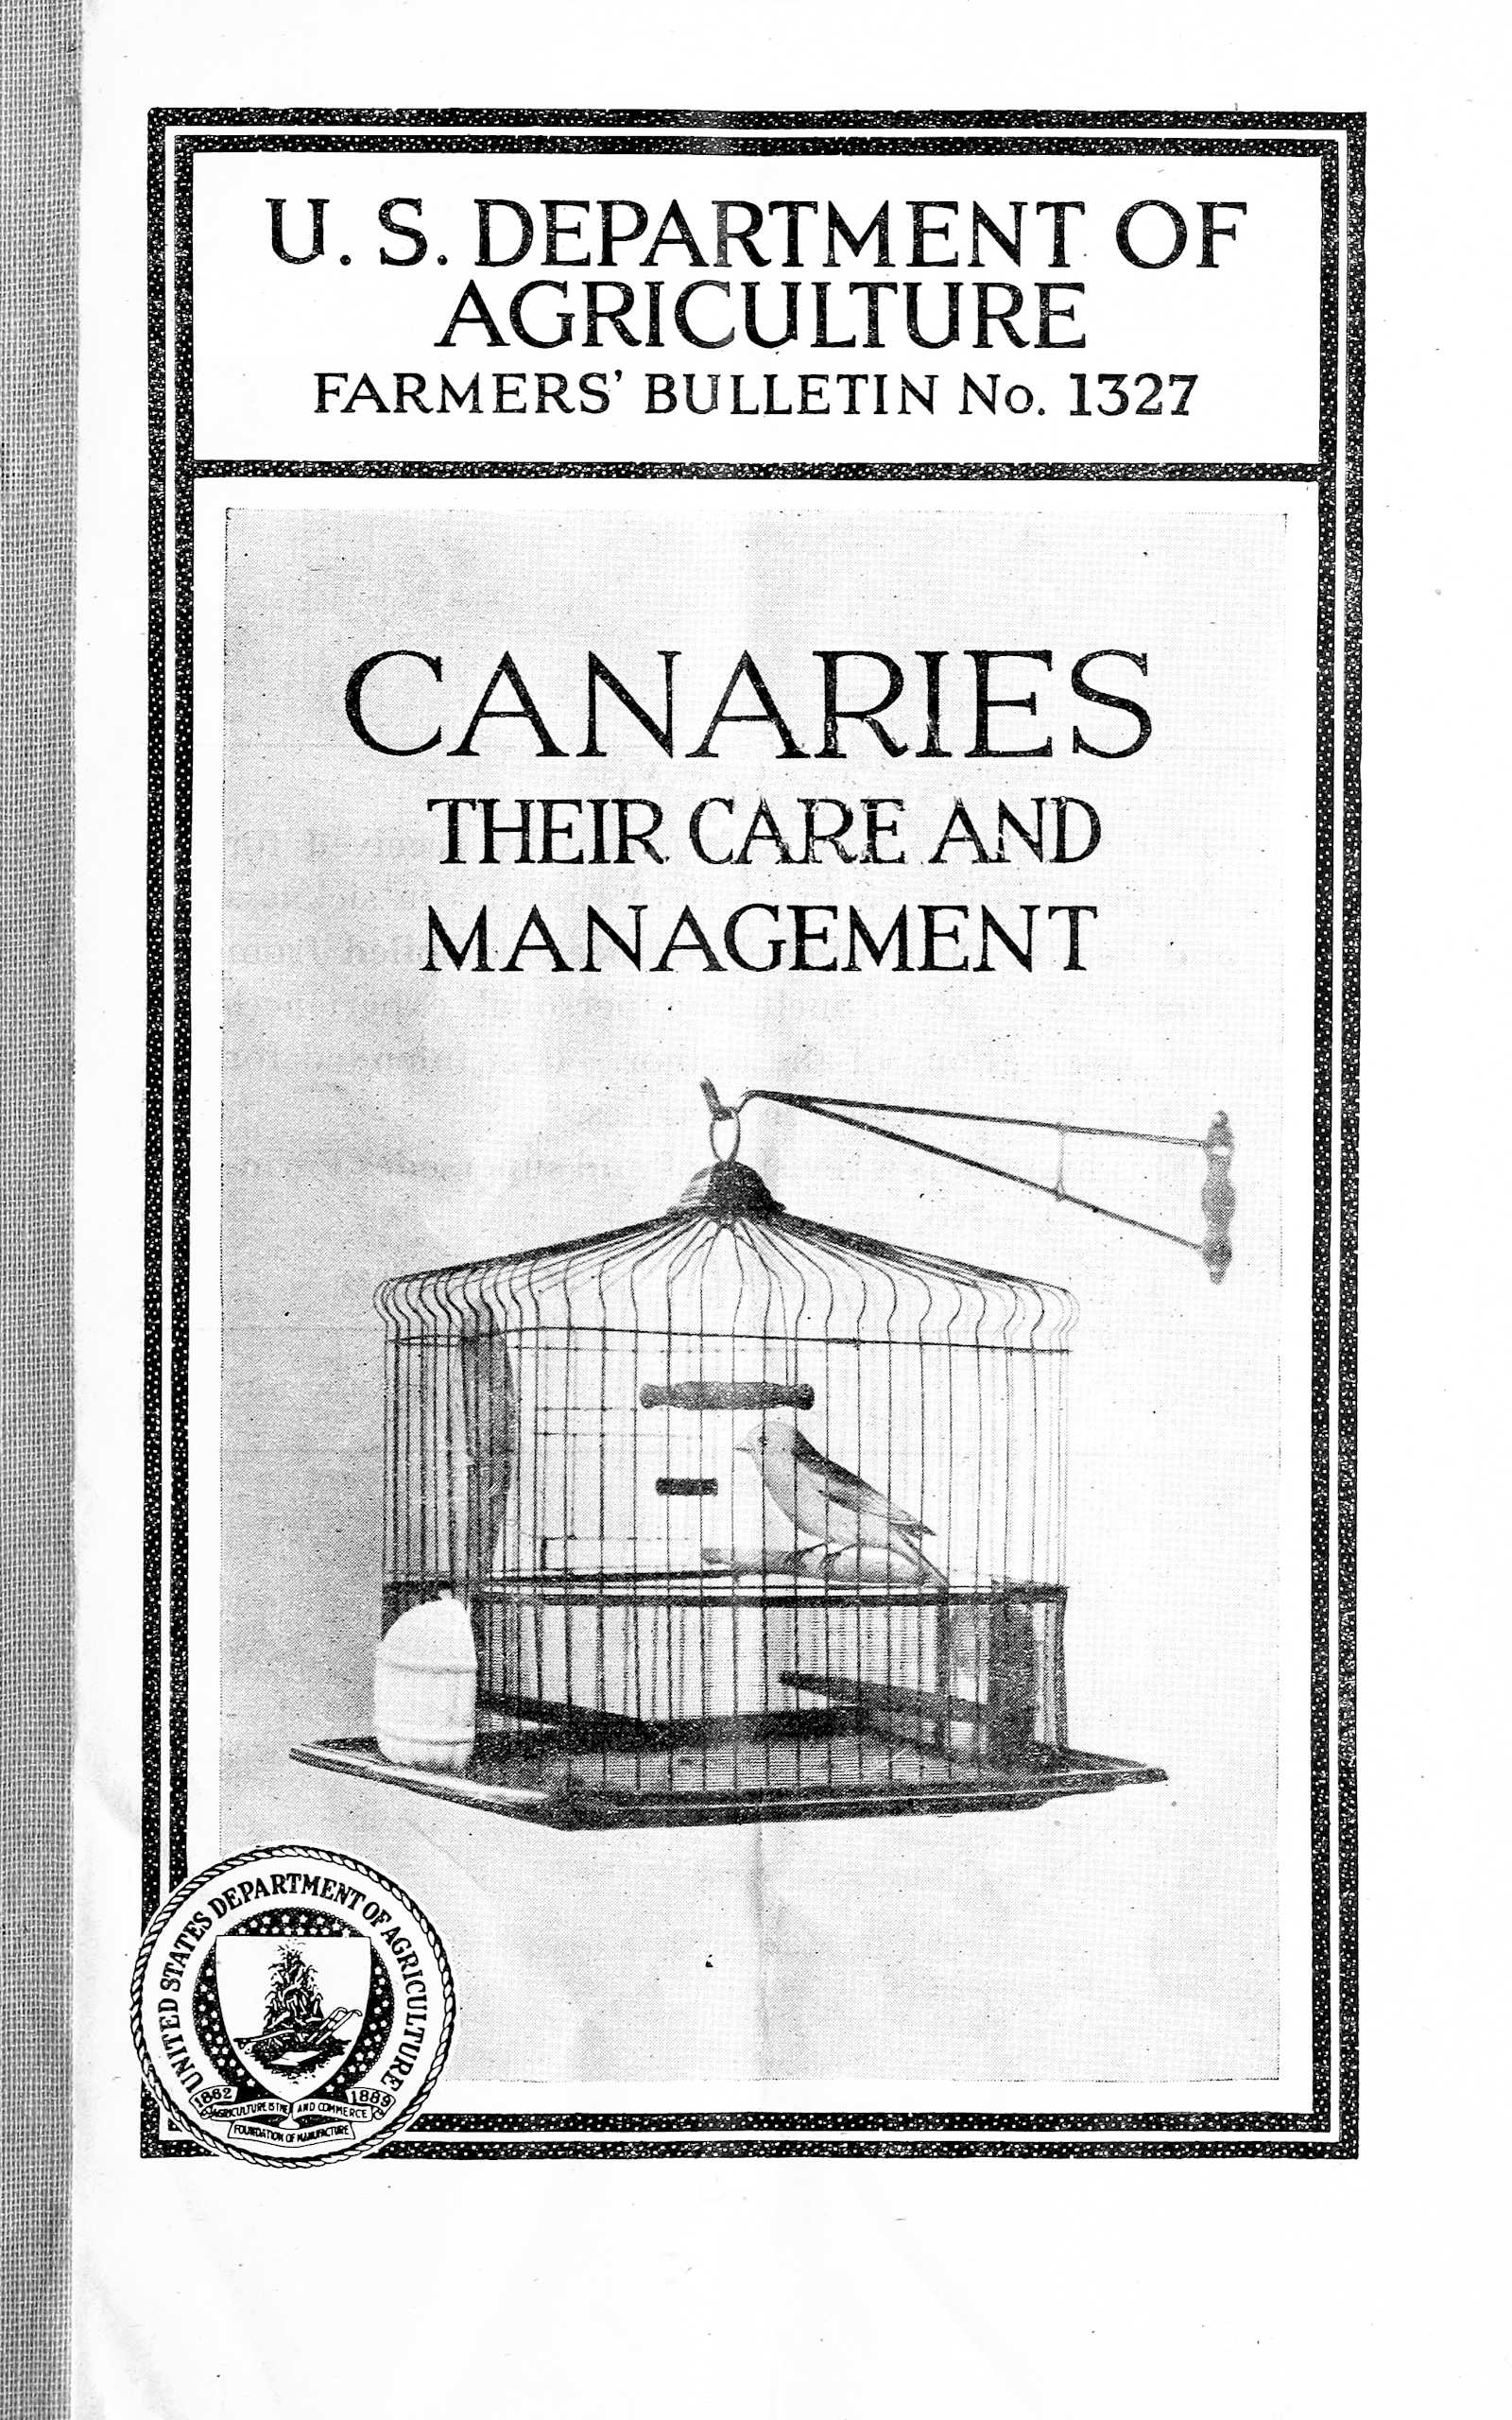 U. S. DEPARTMENT OF
AGRICULTURE
FARMERS' BULLETIN No. 1327
CANARIES
THEIR CARE AND
MANAGEMENT
UNITED STATES DEPARTMENT OF AGRICULTURE
1862 1889
AGRICULTURE IS THE AND COMMERCE
FOUNDATION OF MANUFACTURE